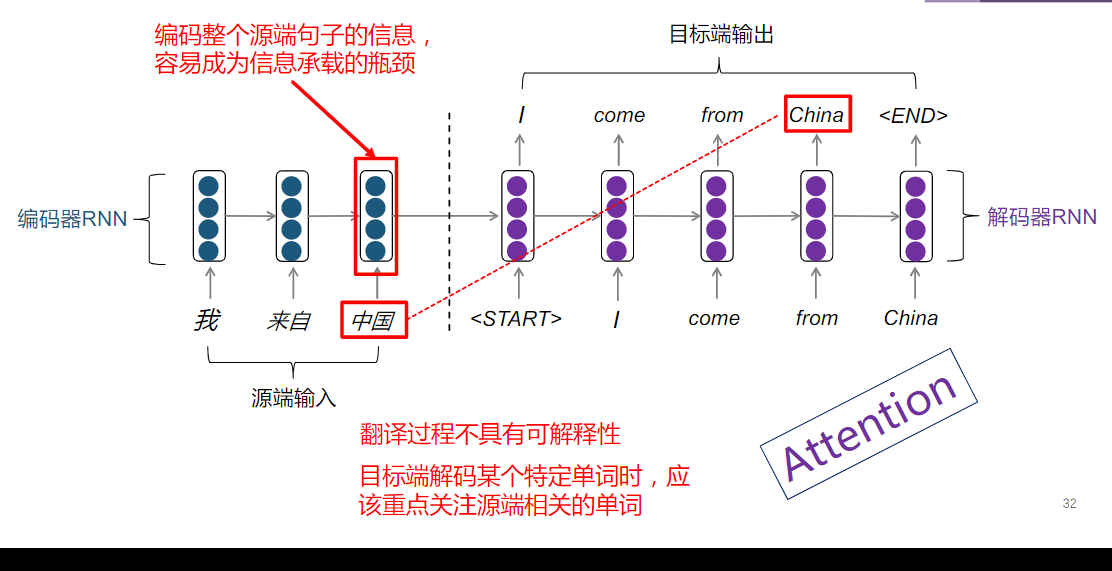 编码整个源端句子的信息，
容易成为信息承载的瓶颈
目标端输出
I come from China <END>
编码器RNN
解码器RNN
我 来自 中国 <START> I come from China
源端输入
翻译过程不具有可解释性
目标端解码某个特定单词时，应
该重点关注源端相关的单词
Attention
32